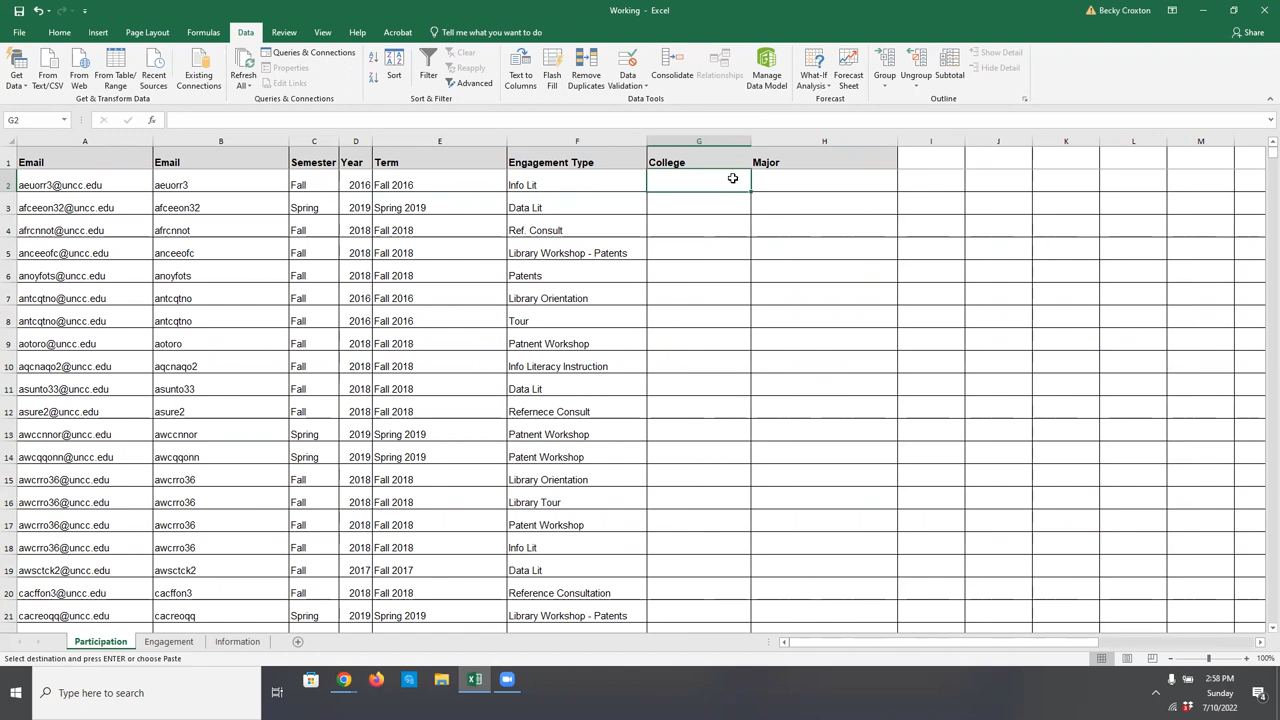 Working - Excel
Becky Croxton
File Home Insert Page Layout Formulas Data Review View Help Acrobat Tell me what you want to do Share
Get Data From Text/CSV From Web From Table/ Range Recent Sources Existing Connections
Get & Transform Data
Refresh All Queries & Connections Properties Edit Links
Queries & Connections
Sort Filter Clear Reapply Advanced
Sort & Filter
Text to Columns Flash Fill Remove Duplicates Data Validation Consolidate Relationships Manage Data Model
Data Tools
What-If Analysis Forecast Sheet
Forecast
Group Ungroup Subtotal Show Detail Hide Detail
Outline
G2 fx
A B C D E F G H I J K L M
1 Email Email Semester Year Term Engagement Type College Major
2 aeuorr3@uncc.edu aeuorr3 Fall 2016 Fall 2016 Info Lit
3 afceeon32@uncc.edu afceeon32 Spring 2019 Spring 2019 Data Lit
4 afrcnnot@uncc.edu afrcnnot Fall 2018 Fall 2018 Ref. Consult
5 anceeofc@uncc.edu anceeofc Fall 2018 Fall 2018 Library Workshop - Patents
6 anoyfots@uncc.edu anoyfots Fall 2018 Fall 2018 Patents
7 antcqtno@uncc.edu antcqtno Fall 2016 Fall 2016 Library Orientation
8 antcqtno@uncc.edu antcqtno Fall 2016 Fall 2016 Tour
9 aotoro@uncc.edu aotoro Fall 2018 Fall 2018 Patnent Workshop
10 aqcnaqo2@uncc.edu aqcnaqo2 Fall 2018 Fall 2018 Info Literacy Instruction
11 asunto33@uncc.edu asunto33 Fall 2018 Fall 2018 Data Lit
12 asure2@uncc.edu asure2 Fall 2018 Fall 2018 Refernece Consult
13 awccnnor@uncc.edu awccnnor Spring 2019 Spring 2019 Patnent Workshop
14 awcqqonn@uncc.edu awcqqonn Spring 2019 Spring 2019 Patent Workshop
15 awcrro36@uncc.edu awcrro36 Fall 2018 Fall 2018 Library Orientation
16 awcrro36@uncc.edu awcrro36 Fall 2018 Fall 2018 Library Tour
17 awcrro36@uncc.edu awcrro36 Fall 2018 Fall 2018 Patent Workshop
18 awcrro36@uncc.edu awcrro36 Fall 2018 Fall 2018 Info Lit
19 awsctck2@uncc.edu awsctck2 Fall 2017 Fall 2017 Data Lit
20 cacffon3@uncc.edu cacffon3 Fall 2018 Fall 2018 Reference Consultation
21 cacreoqq@uncc.edu cacreoqq Spring 2019 Spring 2019 Library Workshop - Patents
Participation Engagement Information
Select destination and press ENTER or choose Paste 100%
Type here to search
2:58 PM
Sunday
7/10/2022
4